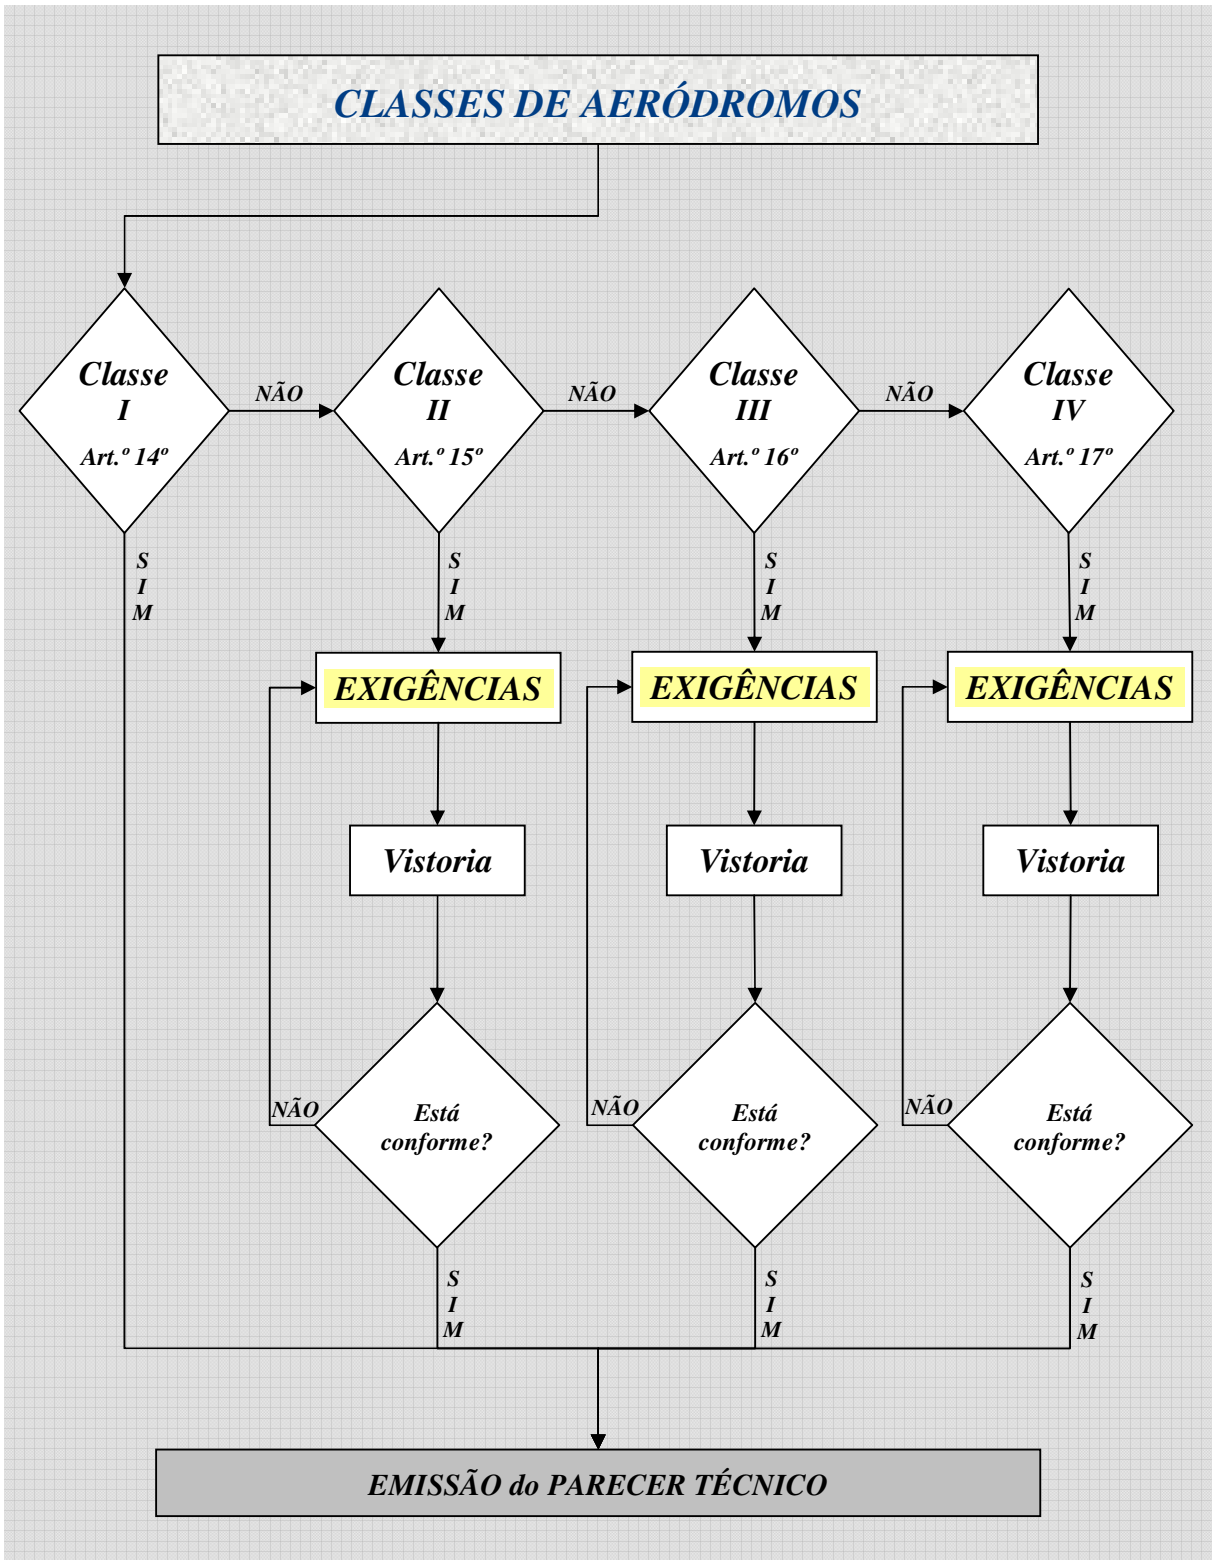 CLASSES DE AERÓDROMOS
Classe
I
Art.º 14º
NÃO
Classe
II
Art.º 15º
NÃO
Classe
III
Art.º 16º
NÃO
Classe
IV
Art.º 17º
S
I
M
S
I
M
S
I
M
S
I
M
EXIGÊNCIAS
EXIGÊNCIAS
EXIGÊNCIAS
Vistoria
Vistoria
Vistoria
NÃO
Está
conforme?
NÃO
Está
conforme?
NÃO
Está
conforme?
S
I
M
S
I
M
S
I
M
EMISSÃO do PARECER TÉCNICO